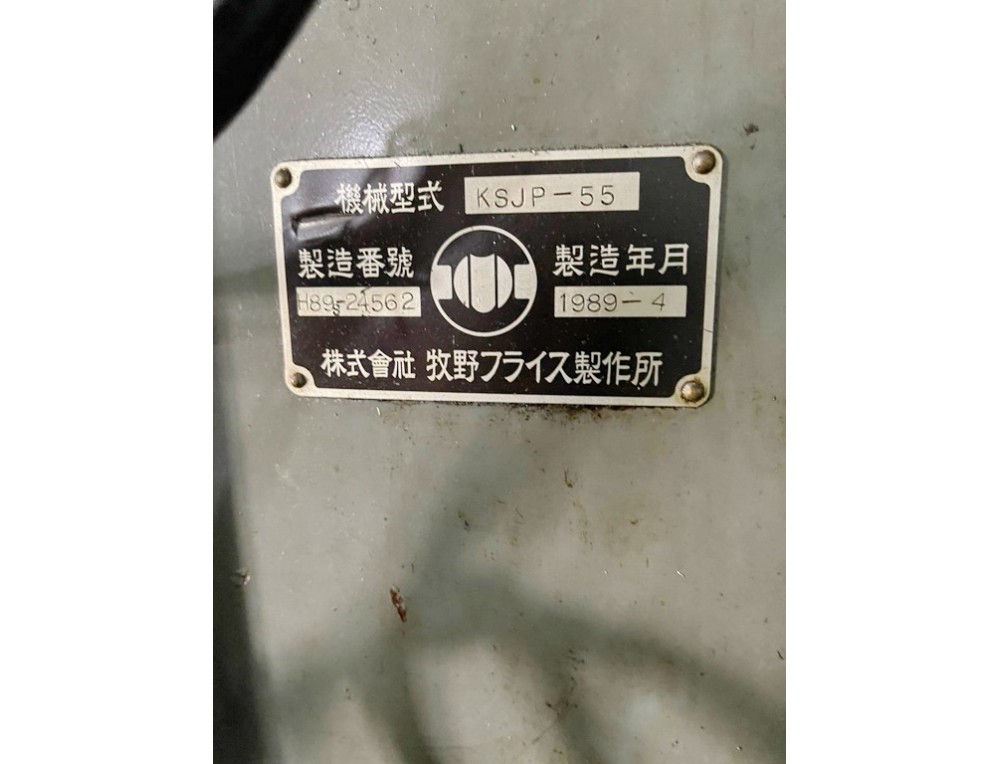 機械型式 KSJP-55
製造番號 製造年月
H89-24562 1989-4
株式會社 牧野フライス製作所